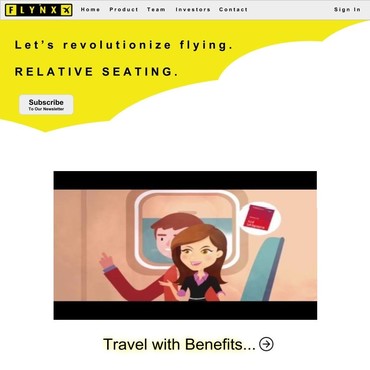 FLYNX
Home Product Team Investors Contact Sign In
Let's revolutionize flying.
RELATIVE SEATING.
Subscribe
To Our Newsletter
Travel with Benefits...